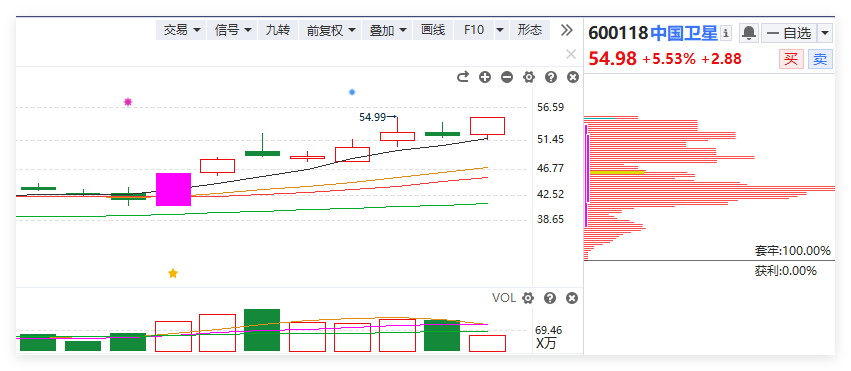 交易 信号 九转 前复权 叠加 画线 F10 形态
600118 中国卫星 自选
54.98 +5.53% +2.88 买 卖
54.99
56.59
51.45
46.77
42.52
38.65
套牢:100.00%
获利:0.00%
VOL
69.46
X万